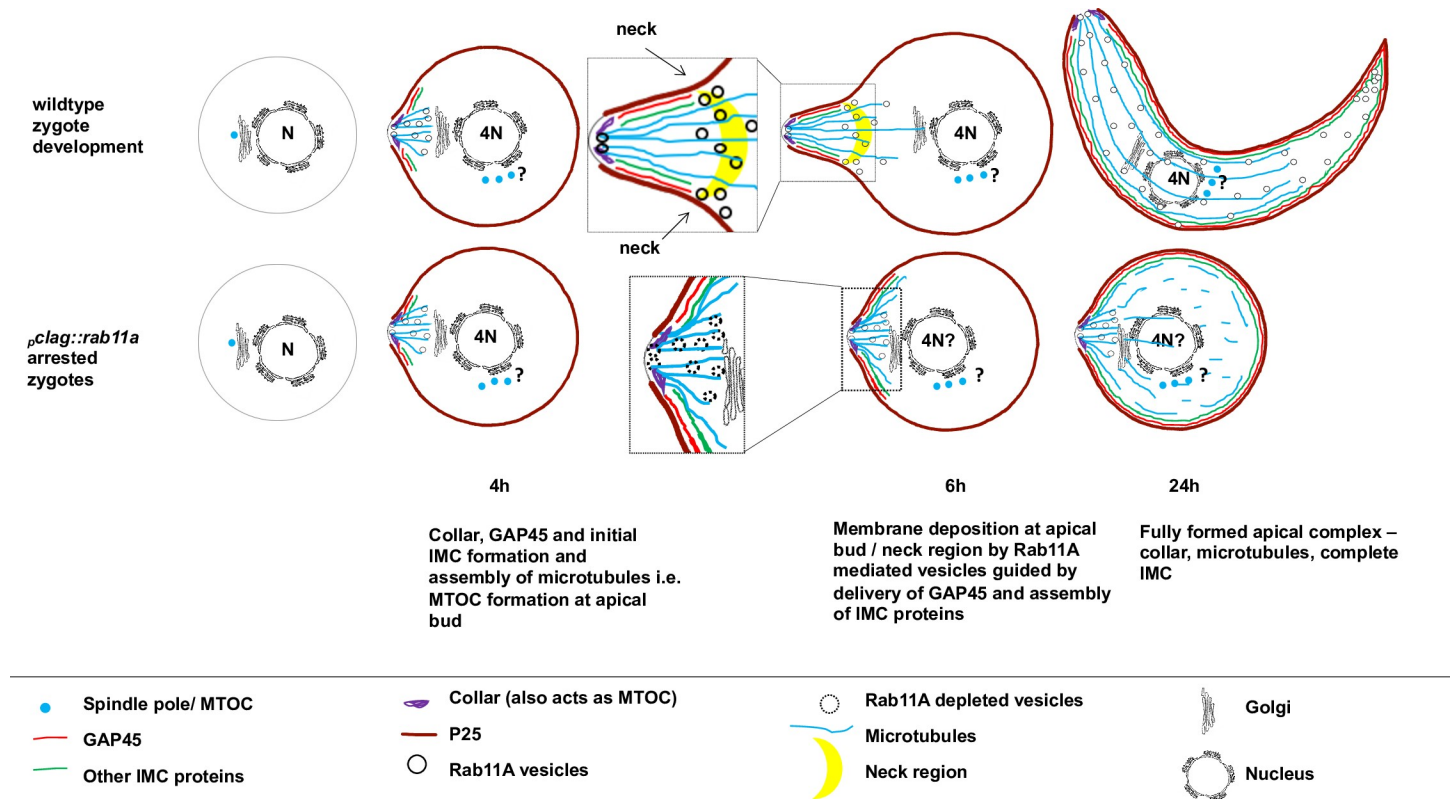 neck
wildtype
zygote
development
N
4N
?
4N
?
4N
?
neck
pclag::rab11a
arrested
zygotes
N
4N
?
4N?
?
4N?
?
4h
6h
24h
Collar, GAP45 and initial
IMC formation and
assembly of microtubules i.e.
MTOC formation at apical
bud
Membrane deposition at apical
bud / neck region by Rab11A
mediated vesicles guided by
delivery of GAP45 and assembly
of IMC proteins
Fully formed apical complex –
collar, microtubules, complete
IMC
Spindle pole/ MTOC
GAP45
Other IMC proteins
Collar (also acts as MTOC)
P25
Rab11A vesicles
Rab11A depleted vesicles
Microtubules
Neck region
Golgi
Nucleus